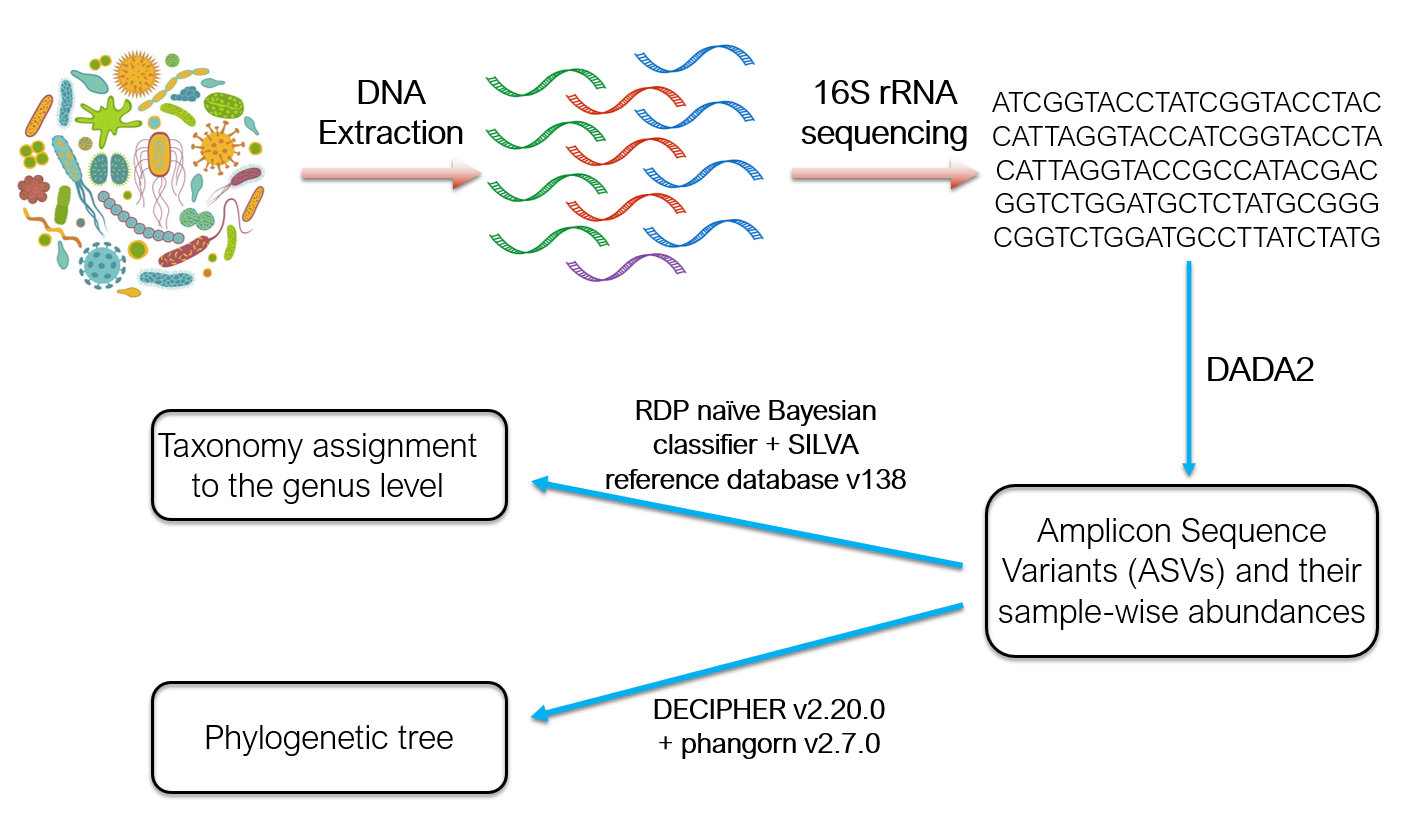 DNA
Extraction
16S rRNA
sequencing
ATCGGTACCTATCGGTACCTAC
CATTAGGTACCATCGGTACCTA
CATTAGGTACCGCCATACGAC
GGTCTGGATGCTCTATGCGGG
CGGTCTGGATGCCTTATCTATG
DADA2
RDP naïve Bayesian
classifier + SILVA
reference database v138
Taxonomy assignment
to the genus level
Amplicon Sequence
Variants (ASVs) and their
sample-wise abundances
DECIPHER v2.20.0
+ phangorn v2.7.0
Phylogenetic tree